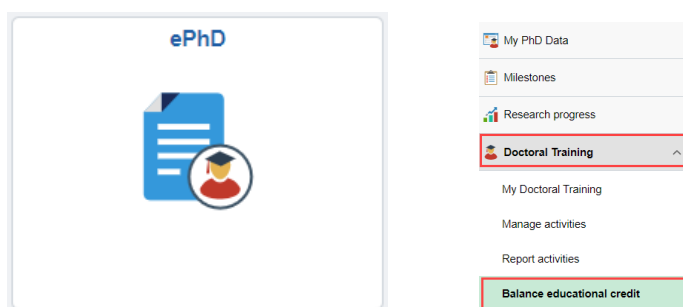 ePhD
My PhD Data
Milestones
Research progress
Doctoral Training
My Doctoral Training
Manage activities
Report activities
Balance educational credit